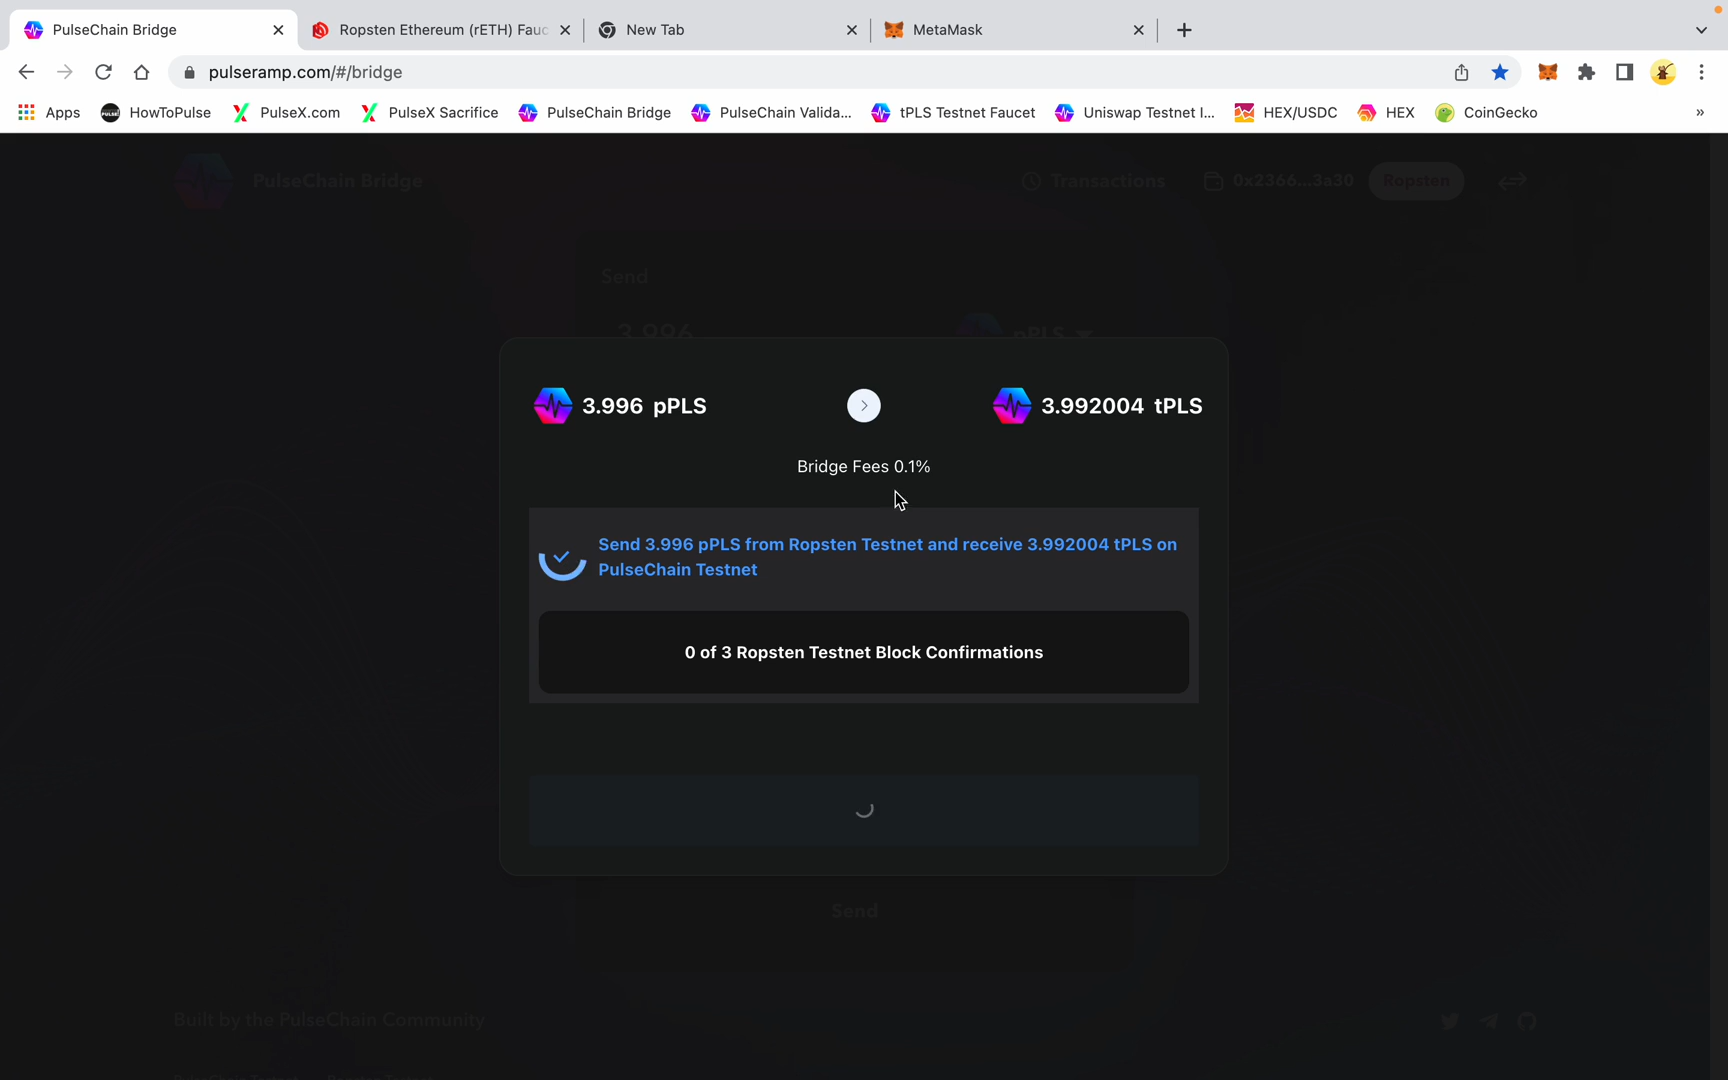 PulseChain Bridge
Ropsten Ethereum (rETH) Fauc
New Tab
MetaMask
pulseramp.com/#/bridge
Apps
HowToPulse
PulseX.com
PulseX Sacrifice
PulseChain Bridge
PulseChain Valida...
tPLS Testnet Faucet
Uniswap Testnet I...
HEX/USDC
HEX
CoinGecko
»
PulseChain Bridge
Transactions
0x2366...3a30
Ropsten
Send
3.996
pPLS
3.996 pPLS
3.992004 tPLS
Bridge Fees 0.1%
Send 3.996 pPLS from Ropsten Testnet and receive 3.992004 tPLS on
PulseChain Testnet
0 of 3 Ropsten Testnet Block Confirmations
Send
Built by the PulseChain Community